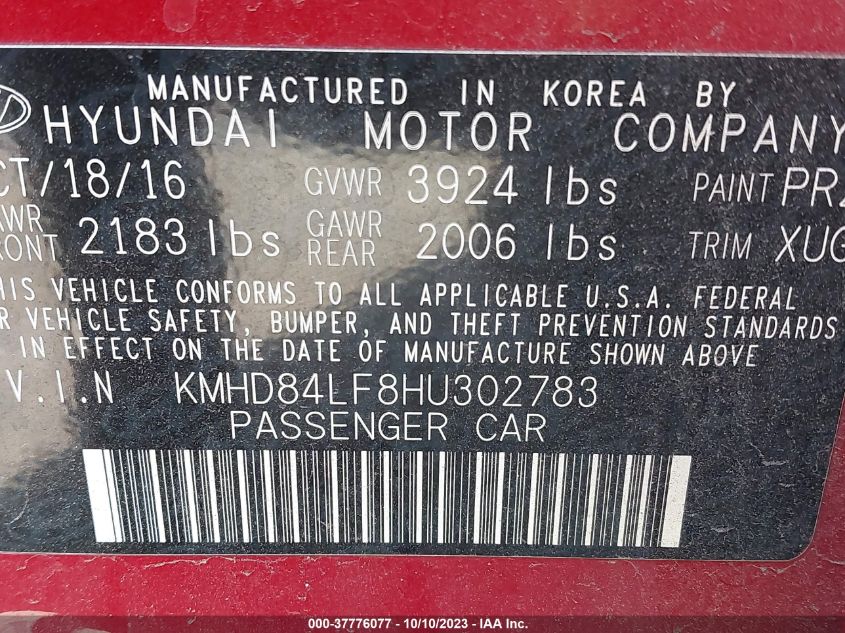 MANUFACTURED IN KOREA BY
HYUNDAI MOTOR COMPANY
CT/18/16 GVWR 3924 lbs PAINT PR2
AWR FRONT 2183 lbs GAWR REAR 2006 lbs TRIM XUG
HIS VEHICLE CONFORMS TO ALL APPLICABLE U.S.A. FEDERAL
R VEHICLE SAFETY, BUMPER, AND THEFT PREVENTION STANDARDS
IN EFFECT ON THE DATE OF MANUFACTURE SHOWN ABOVE
V.I.N KMHD84LF8HU302783
PASSENGER CAR
000-37776077 - 10/10/2023 - IAA Inc.